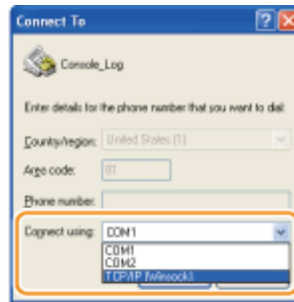 Connect To
Console_Log
Enter details for the phone number that you want to dial:
Country/region: United States (1)
Area code: 81
Phone number:
Connect using: COM1
COM1
COM2
TCP/IP (Winsock)